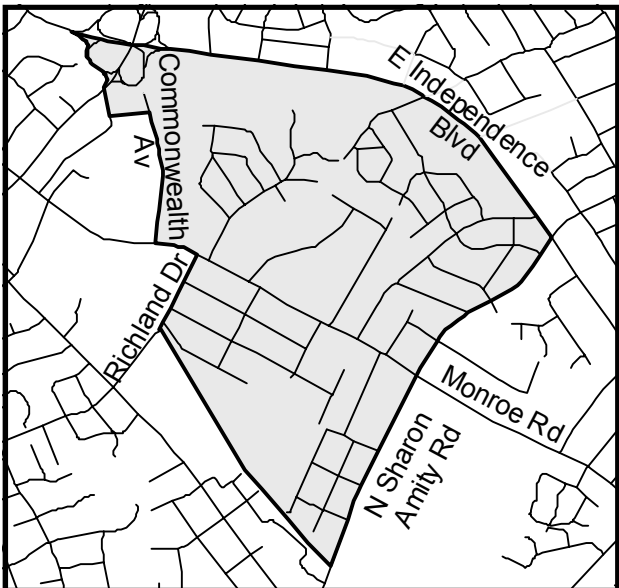 E Independence
Blvd
Commonwealth
Av
Richland Dr
Monroe Rd
N Sharon
Amity Rd